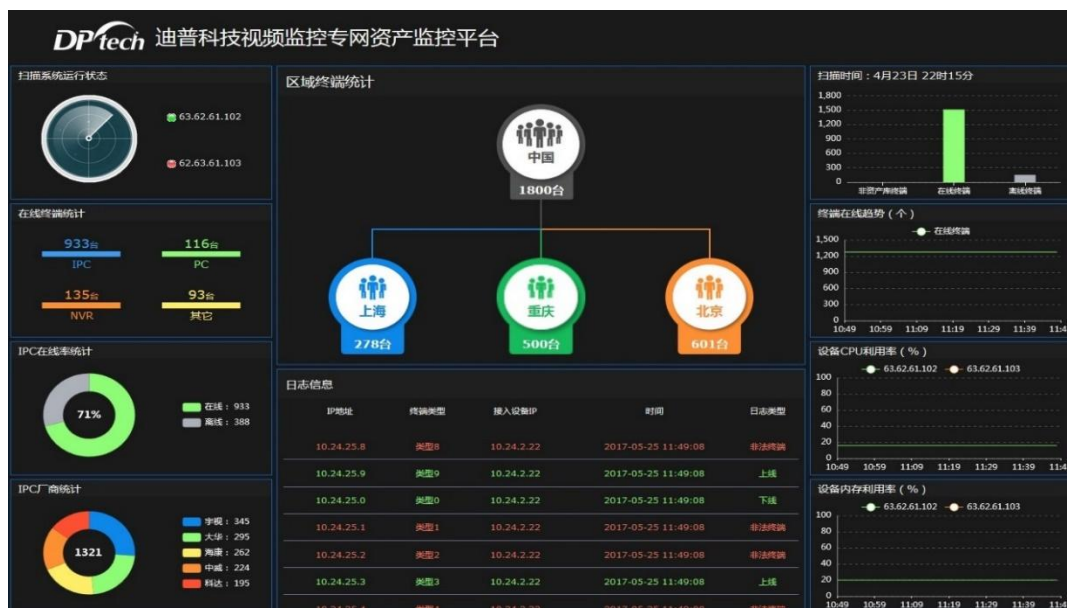 DPtech 迪普科技视频监控专网资产监控平台
扫描系统运行状态
63.62.61.102
62.63.61.103
在线终端统计
933台
IPC
116台
PC
135台
NVR
93台
其它
IPC在线率统计
71%
在线：933
离线：388
IPC厂商统计
1321
宇视：345
大华：295
海康：262
中威：224
科达：195
区域终端统计
中国
1800台
上海
278台
重庆
500台
北京
601台
日志信息
IP地址 终端类型 接入设备IP 时间 日志类型
10.24.25.8 类型8 10.24.2.22 2017-05-25 11:49:08 非法终端
10.24.25.9 类型9 10.24.2.22 2017-05-25 11:49:08 上线
10.24.25.0 类型0 10.24.2.22 2017-05-25 11:49:08 下线
10.24.25.1 类型1 10.24.2.22 2017-05-25 11:49:08 非法终端
10.24.25.2 类型2 10.24.2.22 2017-05-25 11:49:08 非法终端
10.24.25.3 类型3 10.24.2.22 2017-05-25 11:49:08 上线
扫描时间：4月23日 22时15分
1,800
1,500
1,200
900
600
300
0
非资产库终端 在线终端 离线终端
终端在线趋势（个）
在线终端
1,500
1,200
900
600
300
0
10:49 10:59 11:09 11:19 11:29 11:39 11:4
设备CPU利用率（%）
63.62.61.102 63.62.61.103
100
80
60
40
20
0
10:49 10:59 11:09 11:19 11:29 11:39 11:4
设备内存利用率（%）
63.62.61.102 63.62.61.103
100
80
60
40
20
0
10:49 10:59 11:09 11:19 11:29 11:39 11:4